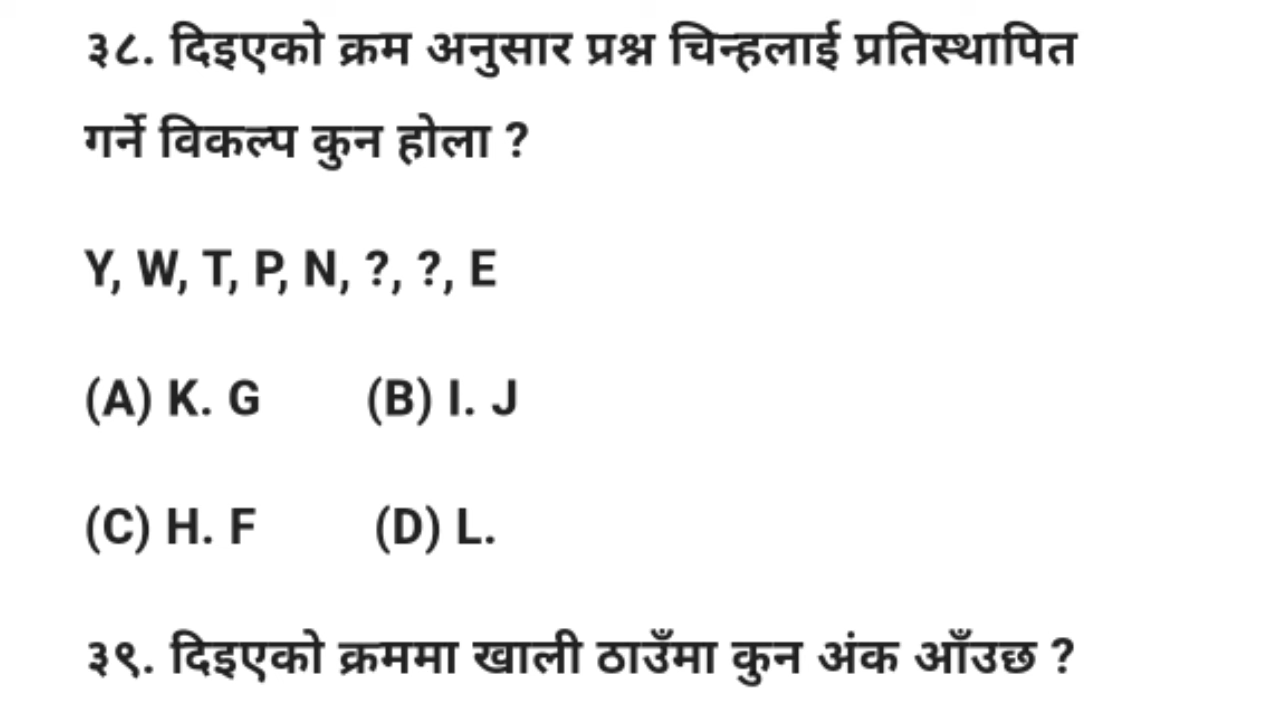 ३८. दिइएको क्रम अनुसार प्रश्न चिन्हलाई प्रतिस्थापित
गर्ने विकल्प कुन होला ?
Y, W, T, P, N, ?, ?, E
(A) K. G (B) I. J
(C) H. F (D) L.
३९. दिइएको क्रममा खाली ठाउँमा कुन अंक आँउछ ?